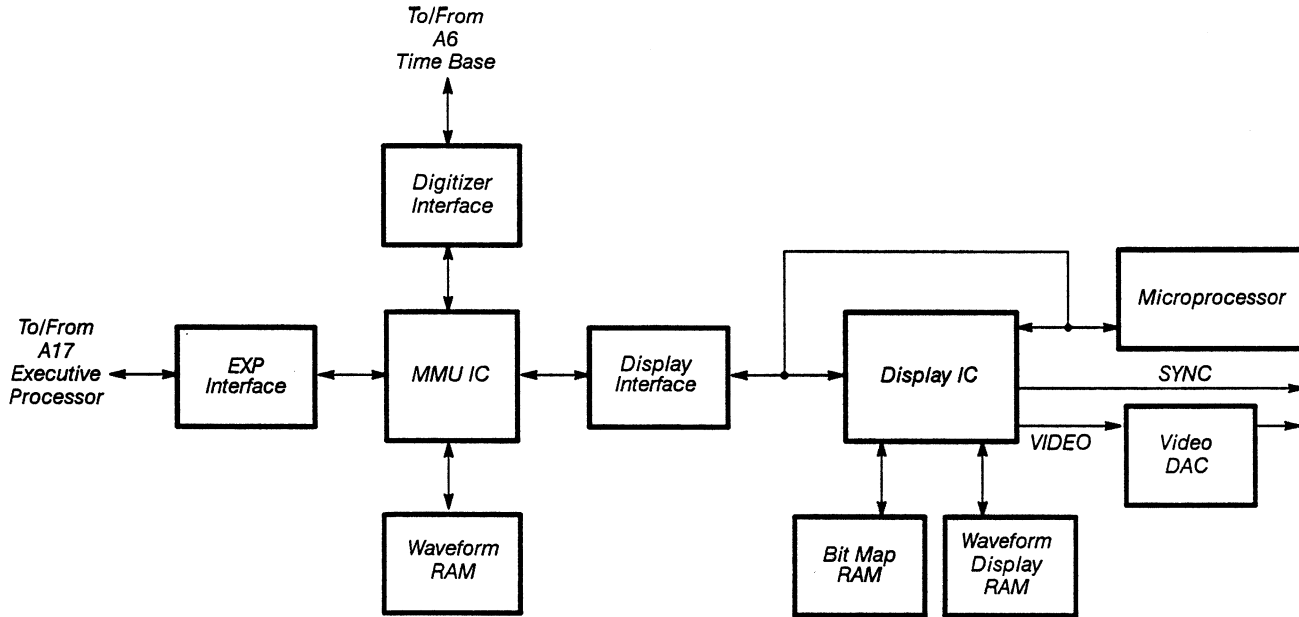 To/From
A6
Time Base
Digitizer
Interface
To/From
A17
Executive
Processor
EXP
Interface
MMU IC
Display
Interface
Display IC
Microprocessor
SYNC
VIDEO
Video
DAC
Waveform
RAM
Bit Map
RAM
Waveform
Display
RAM